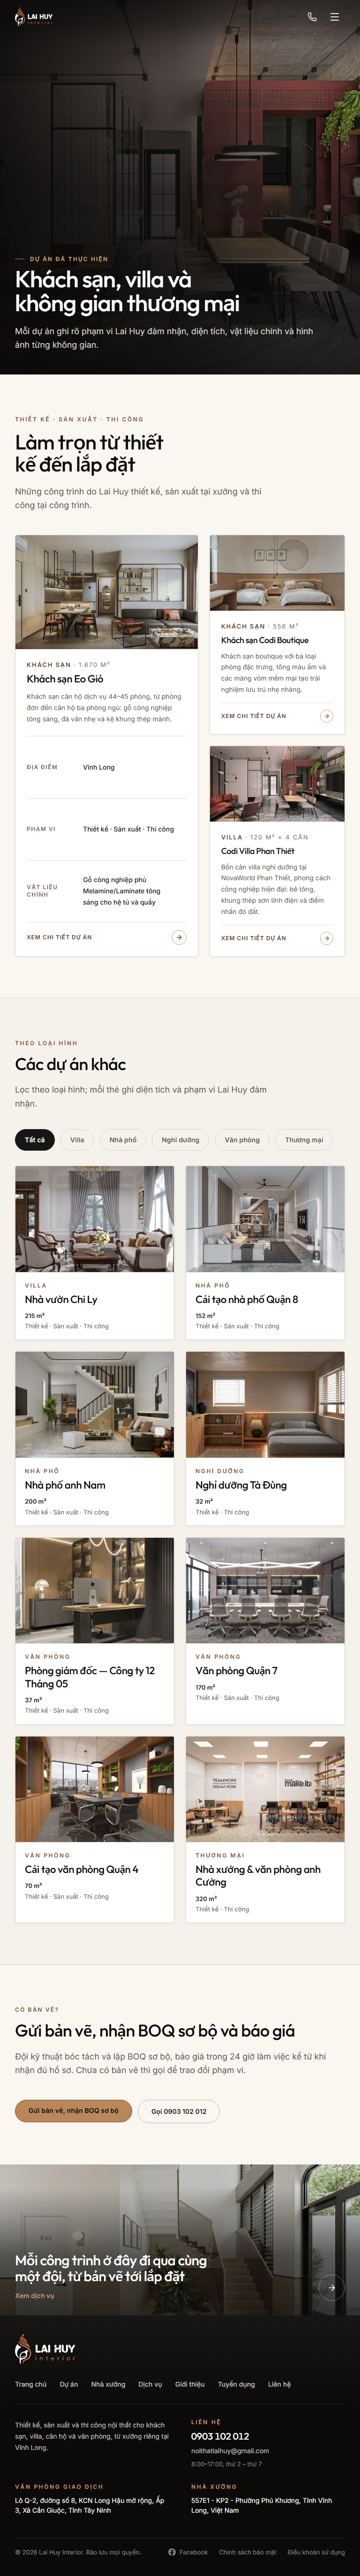 LAI HUY
interior
DỰ ÁN ĐÃ THỰC HIỆN
Khách sạn, villa và
không gian thương mại
Mỗi dự án ghi rõ phạm vi Lai Huy đảm nhận, diện tích, vật liệu chính và hình
ảnh từng không gian.
THIẾT KẾ · SẢN XUẤT · THI CÔNG
Làm trọn từ thiết
kế đến lắp đặt
Những công trình do Lai Huy thiết kế, sản xuất tại xưởng và thi
công tại công trình.
KHÁCH SẠN · 1.670 M²
Khách sạn Eo Gió
Khách sạn căn hộ dịch vụ 44–45 phòng, từ phòng
đơn đến căn hộ ba phòng ngủ: gỗ công nghiệp
tông sáng, đá vân nhẹ và kệ khung thép mảnh.
ĐỊA ĐIỂM
Vĩnh Long
PHẠM VI
Thiết kế · Sản xuất · Thi công
VẬT LIỆU
CHÍNH
Gỗ công nghiệp phủ
Melamine/Laminate tông
sáng cho hệ tủ và quầy
XEM CHI TIẾT DỰ ÁN
KHÁCH SẠN · 556 M²
Khách sạn Codi Boutique
Khách sạn boutique với ba loại
phòng đặc trưng, tông màu ấm và
các mảng vòm mềm mại tạo trải
nghiệm lưu trú nhẹ nhàng.
XEM CHI TIẾT DỰ ÁN
VILLA · 120 M² × 4 CĂN
Codi Villa Phan Thiết
Bốn căn villa nghỉ dưỡng tại
NovaWorld Phan Thiết, phong cách
công nghiệp hiện đại: bê tông,
khung thép sơn tĩnh điện và điểm
nhấn đỏ đất.
XEM CHI TIẾT DỰ ÁN
THEO LOẠI HÌNH
Các dự án khác
Lọc theo loại hình; mỗi thẻ ghi diện tích và phạm vi Lai Huy đảm
nhận.
Tất cả
Villa
Nhà phố
Nghỉ dưỡng
Văn phòng
Thương mại
VILLA
Nhà vườn Chi Ly
215 m²
Thiết kế · Sản xuất · Thi công
NHÀ PHỐ
Cải tạo nhà phố Quận 8
152 m²
Thiết kế · Sản xuất · Thi công
NHÀ PHỐ
Nhà phố anh Nam
200 m²
Thiết kế · Sản xuất · Thi công
NGHỈ DƯỠNG
Nghỉ dưỡng Tà Đùng
32 m²
Thiết kế · Thi công
VĂN PHÒNG
Phòng giám đốc — Công ty 12
Tháng 05
37 m²
Thiết kế · Sản xuất · Thi công
VĂN PHÒNG
Văn phòng Quận 7
170 m²
Thiết kế · Sản xuất · Thi công
VĂN PHÒNG
Cải tạo văn phòng Quận 4
70 m²
Thiết kế · Sản xuất · Thi công
TEAMWORK
DREAM WORK
make it
THƯƠNG MẠI
Nhà xưởng & văn phòng anh
Cường
320 m²
Thiết kế · Thi công
CÓ BẢN VẼ?
Gửi bản vẽ, nhận BOQ sơ bộ và báo giá
Đội kỹ thuật bóc tách và lập BOQ sơ bộ, báo giá trong 24 giờ làm việc kể từ khi
nhận đủ hồ sơ. Chưa có bản vẽ thì gọi để trao đổi phạm vi.
Gửi bản vẽ, nhận BOQ sơ bộ
Gọi 0903 102 012
Mỗi công trình ở đây đi qua cùng
một đội, từ bản vẽ tới lắp đặt
Xem dịch vụ
LAI HUY
interior
Trang chủ
Dự án
Nhà xưởng
Dịch vụ
Giới thiệu
Tuyển dụng
Liên hệ
Thiết kế, sản xuất và thi công nội thất cho khách
sạn, villa, căn hộ và văn phòng, từ xưởng riêng tại
Vĩnh Long.
LIÊN HỆ
0903 102 012
noithatlaihuy@gmail.com
8:00–17:00, thứ 2 – thứ 7
VĂN PHÒNG GIAO DỊCH
Lô Q-2, đường số 8, KCN Long Hậu mở rộng, Ấp
3, Xã Cần Giuộc, Tỉnh Tây Ninh
NHÀ XƯỞNG
557E1 - KP2 - Phường Phú Khương, Tỉnh Vĩnh
Long, Việt Nam
© 2026 Lai Huy Interior. Bảo lưu mọi quyền.
Facebook
Chính sách bảo mật
Điều khoản sử dụng